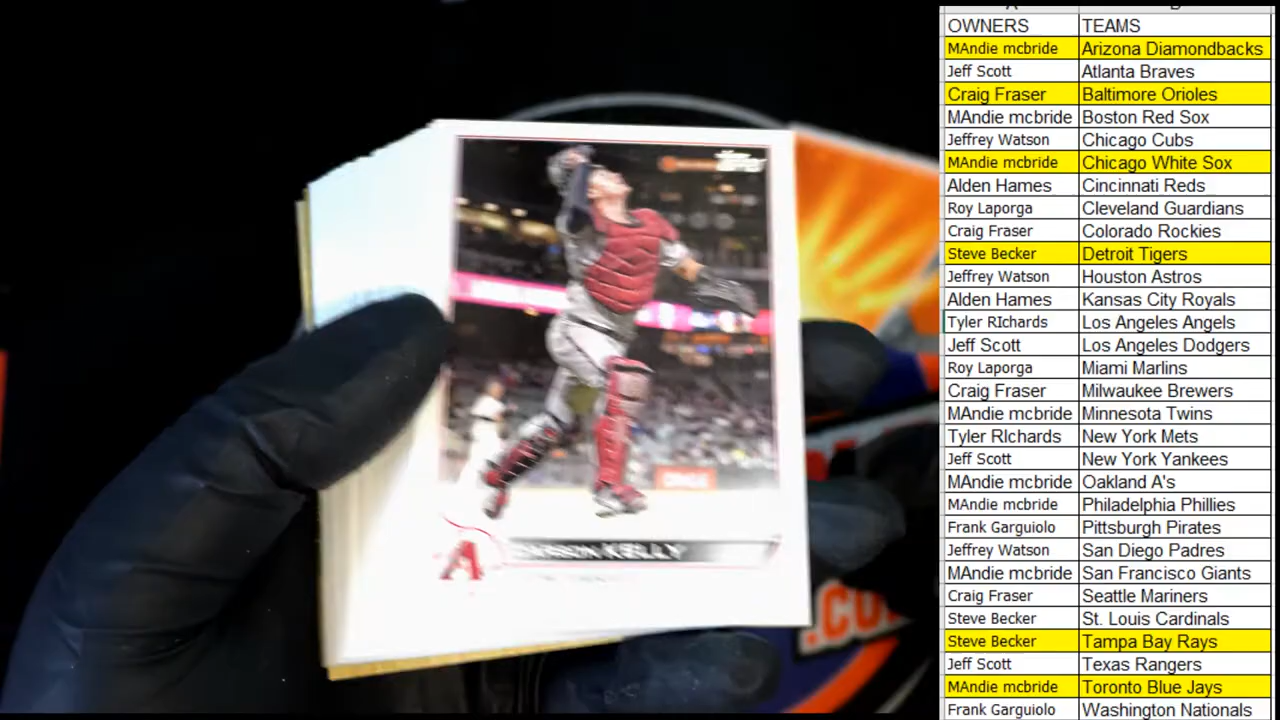 OWNERS TEAMS
MAndie mcbride Arizona Diamondbacks
Jeff Scott Atlanta Braves
Craig Fraser Baltimore Orioles
MAndie mcbride Boston Red Sox
Jeffrey Watson Chicago Cubs
MAndie mcbride Chicago White Sox
Alden Hames Cincinnati Reds
Roy Laporga Cleveland Guardians
Craig Fraser Colorado Rockies
Steve Becker Detroit Tigers
Jeffrey Watson Houston Astros
Alden Hames Kansas City Royals
Tyler RIchards Los Angeles Angels
Jeff Scott Los Angeles Dodgers
Roy Laporga Miami Marlins
Craig Fraser Milwaukee Brewers
MAndie mcbride Minnesota Twins
Tyler RIchards New York Mets
Jeff Scott New York Yankees
MAndie mcbride Oakland A's
MAndie mcbride Philadelphia Phillies
Frank Garguiolo Pittsburgh Pirates
Jeffrey Watson San Diego Padres
MAndie mcbride San Francisco Giants
Craig Fraser Seattle Mariners
Steve Becker St. Louis Cardinals
Steve Becker Tampa Bay Rays
Jeff Scott Texas Rangers
MAndie mcbride Toronto Blue Jays
Frank Garguiolo Washington Nationals
Topps
KELLY
A